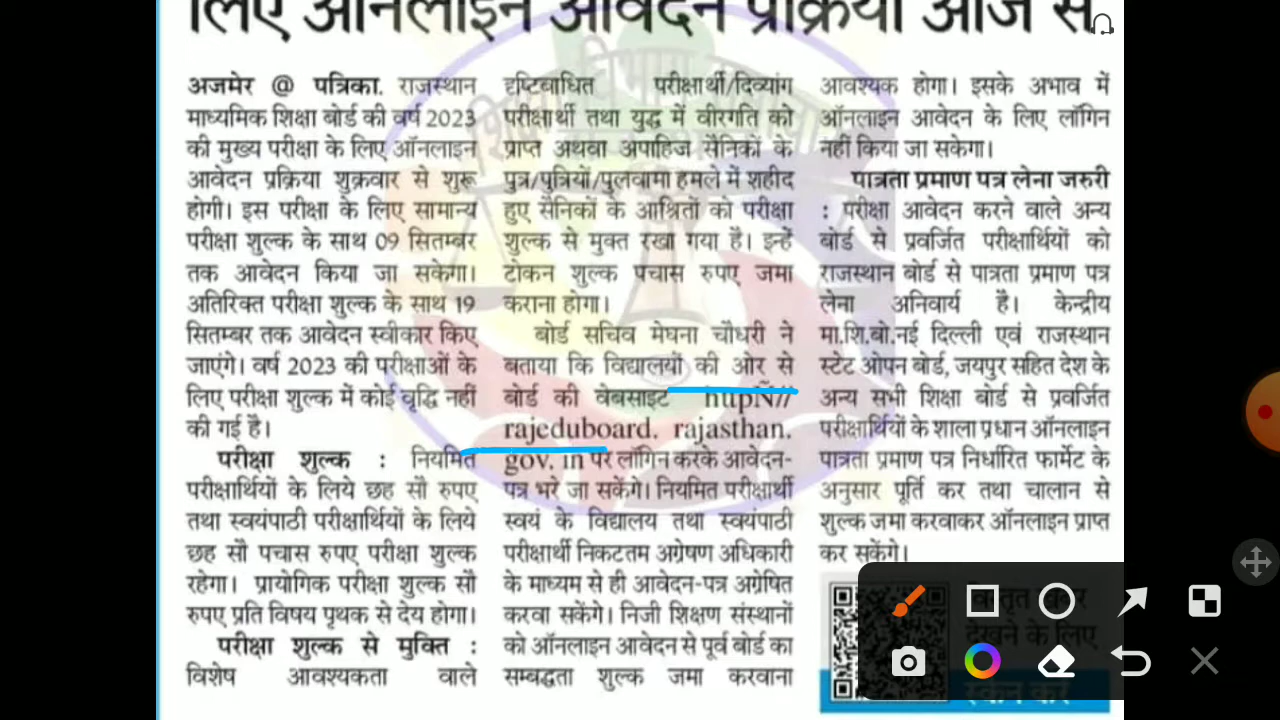 लिए ऑनलाइन आवेदन प्रक्रिया आज से
अजमेर @ पत्रिका. राजस्थान
माध्यमिक शिक्षा बोर्ड की वर्ष 2023
की मुख्य परीक्षा के लिए ऑनलाइन
आवेदन प्रक्रिया शुक्रवार से शुरू
होगी। इस परीक्षा के लिए सामान्य
परीक्षा शुल्क के साथ 09 सितम्बर
तक आवेदन किया जा सकेगा।
अतिरिक्त परीक्षा शुल्क के साथ 19
सितम्बर तक आवेदन स्वीकार किए
जाएंगे। वर्ष 2023 की परीक्षाओं के
लिए परीक्षा शुल्क में कोई वृद्धि नहीं
की गई है।
परीक्षा शुल्क : नियमित
परीक्षार्थियों के लिये छह सौ रुपए
तथा स्वयंपाठी परीक्षार्थियों के लिये
छह सौ पचास रुपए परीक्षा शुल्क
रहेगा। प्रायोगिक परीक्षा शुल्क सौ
रुपए प्रति विषय पृथक से देय होगा।
परीक्षा शुल्क से मुक्ति :
विशेष आवश्यकता वाले
दृष्टिबाधित परीक्षार्थी/दिव्यांग
परीक्षार्थी तथा युद्ध में वीरगति को
प्राप्त अथवा अपाहिज सैनिकों के
पुत्र/पुत्रियों/पुलवामा हमले में शहीद
हुए सैनिकों के आश्रितों को परीक्षा
शुल्क से मुक्त रखा गया है। इन्हें
टोकन शुल्क पचास रुपए जमा
कराना होगा।
बोर्ड सचिव मेघना चौधरी ने
बताया कि विद्यालयों की ओर से
बोर्ड की वेबसाइट httpÑ//
rajeduboard. rajasthan.
gov. in पर लॉगिन करके आवेदन-
पत्र भरे जा सकेंगे। नियमित परीक्षार्थी
स्वयं के विद्यालय तथा स्वयंपाठी
परीक्षार्थी निकटतम अग्रेषण अधिकारी
के माध्यम से ही आवेदन-पत्र अग्रेषित
करवा सकेंगे। निजी शिक्षण संस्थानों
को ऑनलाइन आवेदन से पूर्व बोर्ड का
सम्बद्धता शुल्क जमा करवाना
आवश्यक होगा। इसके अभाव में
ऑनलाइन आवेदन के लिए लॉगिन
नहीं किया जा सकेगा।
पात्रता प्रमाण पत्र लेना जरुरी
: परीक्षा आवेदन करने वाले अन्य
बोर्ड से प्रवर्जित परीक्षार्थियों को
राजस्थान बोर्ड से पात्रता प्रमाण पत्र
लेना अनिवार्य है। केन्द्रीय
मा.शि.बो.नई दिल्ली एवं राजस्थान
स्टेट ओपन बोर्ड, जयपुर सहित देश के
अन्य सभी शिक्षा बोर्ड से प्रवर्जित
परीक्षार्थियों के शाला प्रधान ऑनलाइन
पात्रता प्रमाण पत्र निर्धारित फार्मेट के
अनुसार पूर्ति कर तथा चालान से
शुल्क जमा करवाकर ऑनलाइन प्राप्त
कर सकेंगे।
देखने के लिए
स्कैन करें